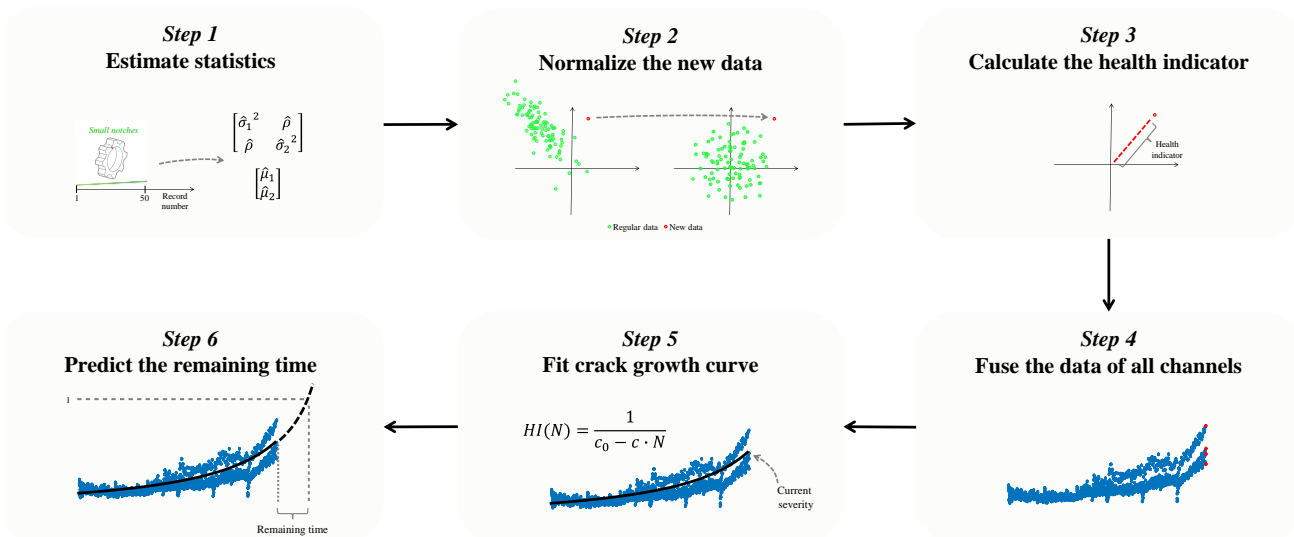 Step 1
Estimate statistics
Small notches
1
50
Record
number
[σ̂₁² ρ̂
ρ̂ σ̂₂²]
[μ̂₁
μ̂₂]
Step 2
Normalize the new data
Regular data New data
Step 3
Calculate the health indicator
Health
indicator
Step 4
Fuse the data of all channels
Step 5
Fit crack growth curve
HI(N) = 1 / (c₀ − c · N)
Current
severity
Step 6
Predict the remaining time
1
Remaining time